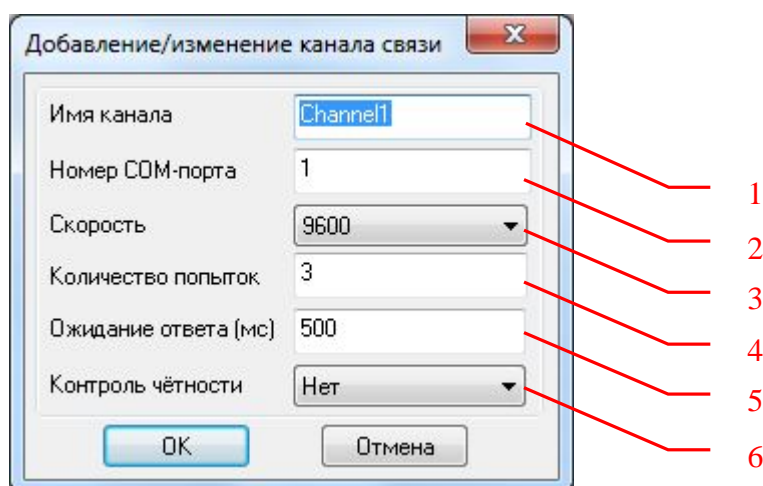 Добавление/изменение канала связи
Имя канала Channel1
1
Номер COM-порта 1
2
Скорость 9600
3
Количество попыток 3
4
Ожидание ответа (мс) 500
5
Контроль чётности Нет
6
OK Отмена